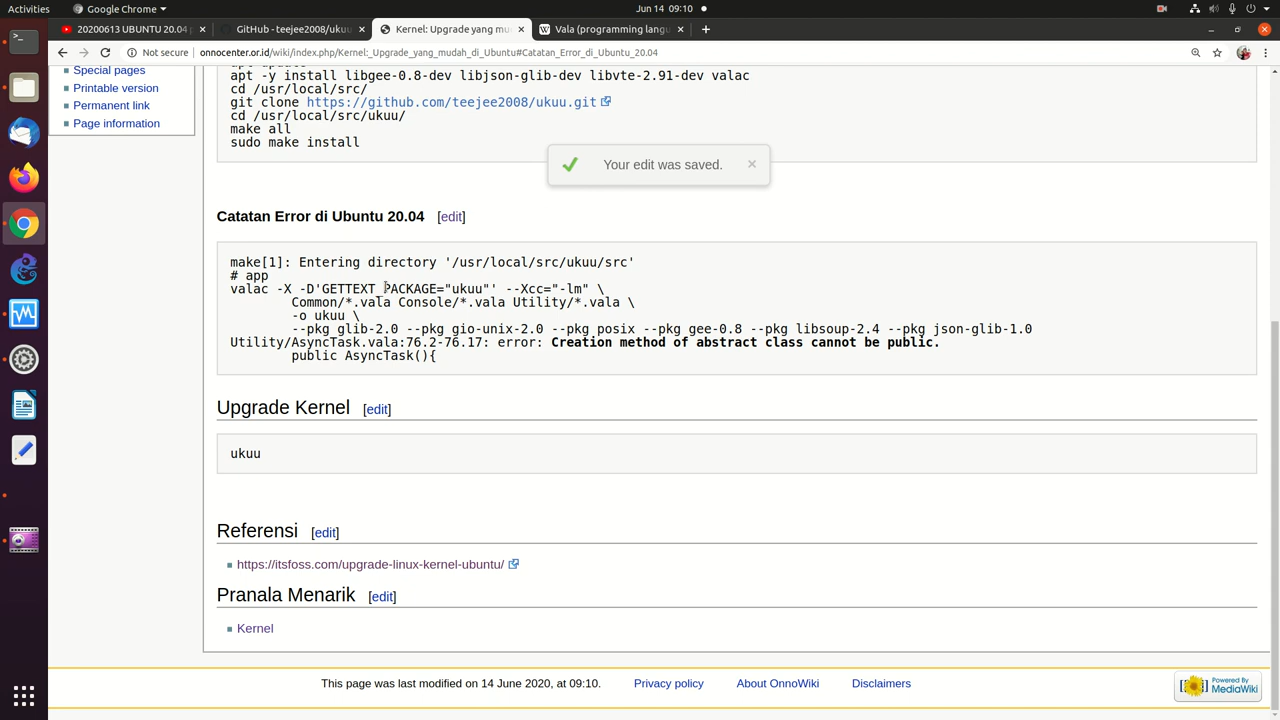 Activities
Google Chrome
Jun 14 09:10
20200613 UBUNTU 20.04
GitHub - teejee2008/ukuu
Kernel: Upgrade yang mu
Vala (programming langu
Not secure
onnocenter.or.id/wiki/index.php/Kernel:_Upgrade_yang_mudah_di_Ubuntu#Catatan_Error_di_Ubuntu_20.04
Special pages
Printable version
Permanent link
Page information
apt -y install libgee-0.8-dev libjson-glib-dev libvte-2.91-dev valac
cd /usr/local/src/
git clone https://github.com/teejee2008/ukuu.git
cd /usr/local/src/ukuu/
make all
sudo make install
Your edit was saved.
Catatan Error di Ubuntu 20.04 [edit]
make[1]: Entering directory '/usr/local/src/ukuu/src'
# app
valac -X -D'GETTEXT_PACKAGE="ukuu"' --Xcc="-lm" \
Common/*.vala Console/*.vala Utility/*.vala \
-o ukuu \
--pkg glib-2.0 --pkg gio-unix-2.0 --pkg posix --pkg gee-0.8 --pkg libsoup-2.4 --pkg json-glib-1.0
Utility/AsyncTask.vala:76.2-76.17: error: Creation method of abstract class cannot be public.
public AsyncTask(){
Upgrade Kernel [edit]
ukuu
Referensi [edit]
https://itsfoss.com/upgrade-linux-kernel-ubuntu/
Pranala Menarik [edit]
Kernel
This page was last modified on 14 June 2020, at 09:10.
Privacy policy
About OnnoWiki
Disclaimers
Powered By
MediaWiki